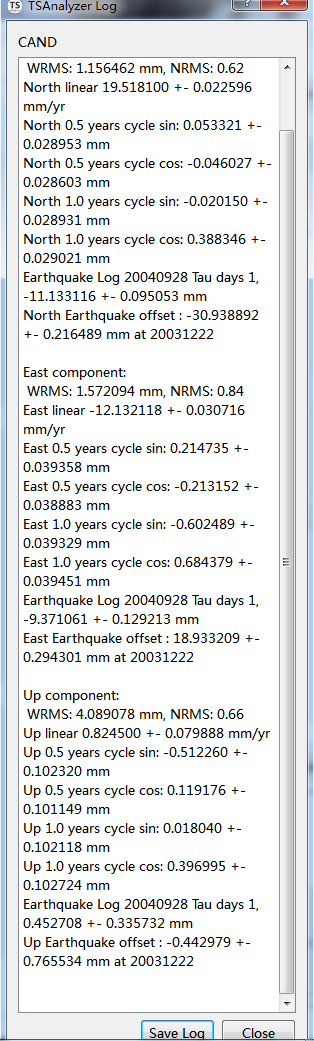 TS TSAnalyzer Log
CAND
WRMS: 1.156462 mm, NRMS: 0.62
North linear 19.518100 +- 0.022596
mm/yr
North 0.5 years cycle sin: 0.053321 +-
0.028953 mm
North 0.5 years cycle cos: -0.046027 +-
0.028603 mm
North 1.0 years cycle sin: -0.020150 +-
0.028931 mm
North 1.0 years cycle cos: 0.388346 +-
0.029021 mm
Earthquake Log 20040928 Tau days 1,
-11.133116 +- 0.095053 mm
North Earthquake offset : -30.938892
+- 0.216489 mm at 20031222
East component:
WRMS: 1.572094 mm, NRMS: 0.84
East linear -12.132118 +- 0.030716
mm/yr
East 0.5 years cycle sin: 0.214735 +-
0.039358 mm
East 0.5 years cycle cos: -0.213152 +-
0.038883 mm
East 1.0 years cycle sin: -0.602489 +-
0.039329 mm
East 1.0 years cycle cos: 0.684379 +-
0.039451 mm
Earthquake Log 20040928 Tau days 1,
-9.371061 +- 0.129213 mm
East Earthquake offset : 18.933209 +-
0.294301 mm at 20031222
Up component:
WRMS: 4.089078 mm, NRMS: 0.66
Up linear 0.824500 +- 0.079888 mm/yr
Up 0.5 years cycle sin: -0.512260 +-
0.102320 mm
Up 0.5 years cycle cos: 0.119176 +-
0.101149 mm
Up 1.0 years cycle sin: 0.018040 +-
0.102118 mm
Up 1.0 years cycle cos: 0.396995 +-
0.102724 mm
Earthquake Log 20040928 Tau days 1,
0.452708 +- 0.335732 mm
Up Earthquake offset : -0.442979 +-
0.765534 mm at 20031222
Save Log Close